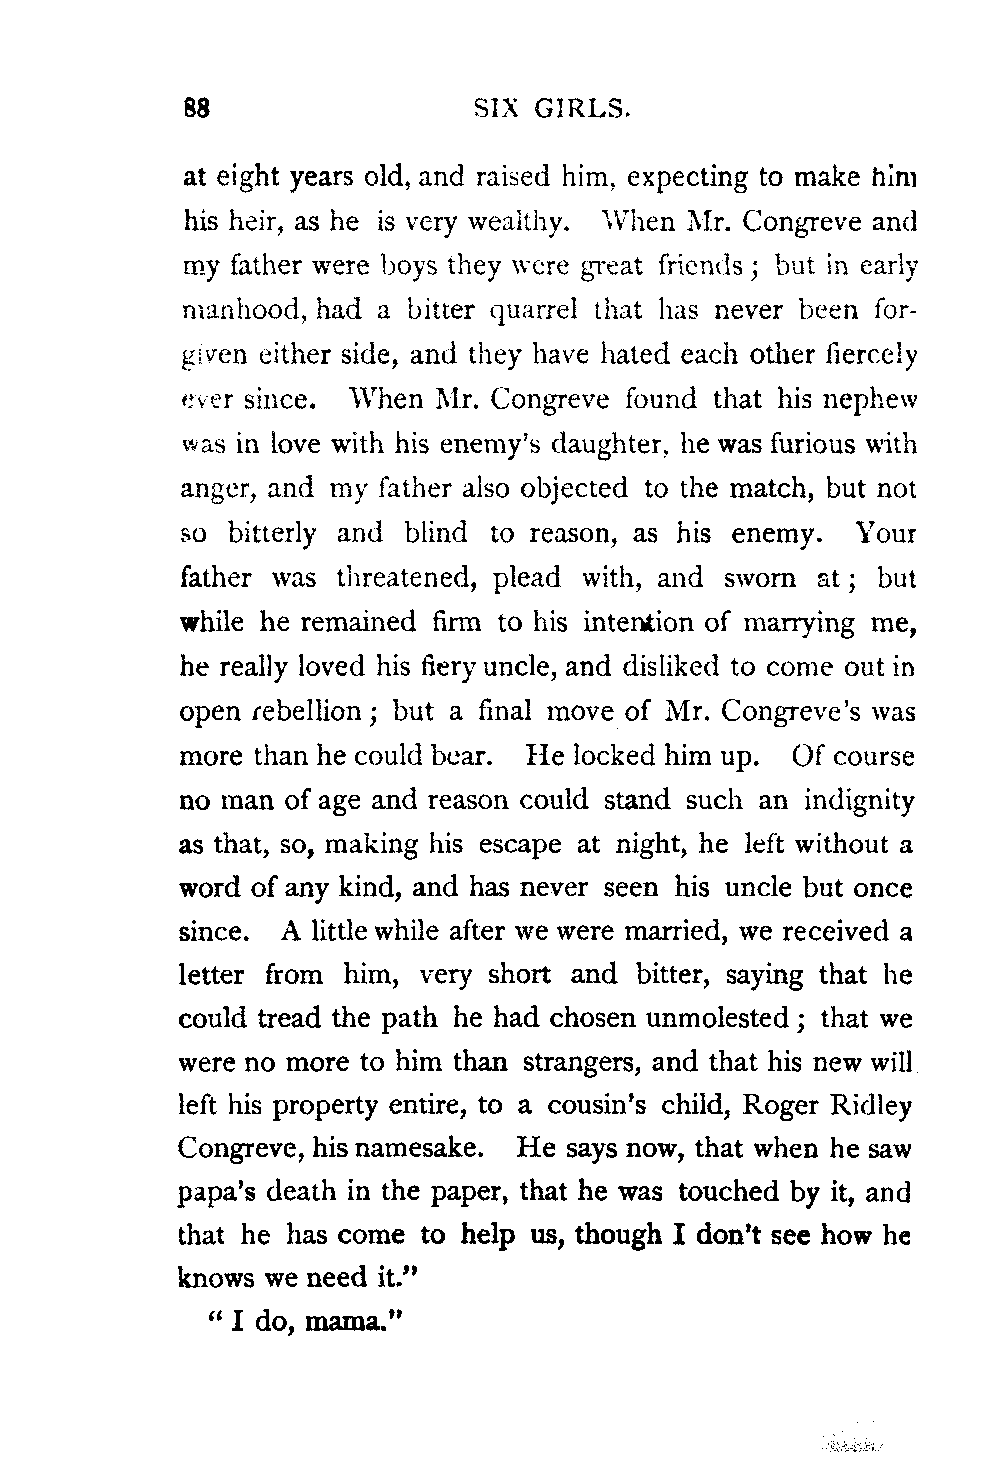 88 SIX GIRLS.
at eight years old, and raised him, expecting to make him
his heir, as he is very wealthy. When Mr. Congreve and
my father were boys they were great friends; but in early
manhood, had a bitter quarrel that has never been for-
given either side, and they have hated each other fiercely
ever since. When Mr. Congreve found that his nephew
was in love with his enemy's daughter, he was furious with
anger, and my father also objected to the match, but not
so bitterly and blind to reason, as his enemy. Your
father was threatened, plead with, and sworn at; but
while he remained firm to his intention of marrying me,
he really loved his fiery uncle, and disliked to come out in
open rebellion; but a final move of Mr. Congreve's was
more than he could bear. He locked him up. Of course
no man of age and reason could stand such an indignity
as that, so, making his escape at night, he left without a
word of any kind, and has never seen his uncle but once
since. A little while after we were married, we received a
letter from him, very short and bitter, saying that he
could tread the path he had chosen unmolested; that we
were no more to him than strangers, and that his new will
left his property entire, to a cousin's child, Roger Ridley
Congreve, his namesake. He says now, that when he saw
papa's death in the paper, that he was touched by it, and
that he has come to help us, though I don't see how he
knows we need it."
"I do, mama."